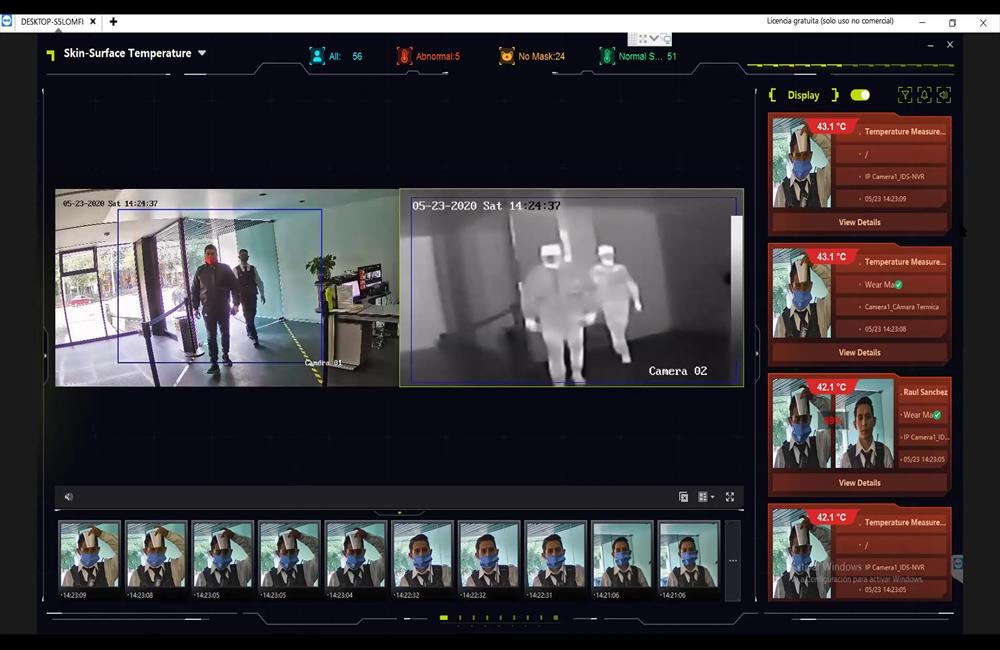 DESKTOP-S5LOMFI
Licencia gratuita (solo uso no comercial)
Skin-Surface Temperature
All: 56
Abnormal:5
No Mask:24
Normal S... 51
Display
05-23-2020 Sat 14:24:37
Camera 01
05-23-2020 Sat 14:24:37
Camera 02
43.1 °C
Temperature Measure...
/
IP Camera1_IDS-NVR
05/23 14:23:09
View Details
43.1 °C
Temperature Measure...
Wear Ma
Camera1_CAmara Termica
05/23 14:23:08
View Details
42.1 °C
Raul Sanchez
Wear Ma
IP Camera1_ID...
05/23 14:23:05
View Details
42.1 °C
Temperature Measure...
/
IP Camera1_IDS-NVR
05/23 14:23:05
Windows
Configuración para activar Windows.
14:23:09
14:23:08
14:23:05
14:23:05
14:23:04
14:22:32
14:22:32
14:22:31
14:21:06
14:21:06
...